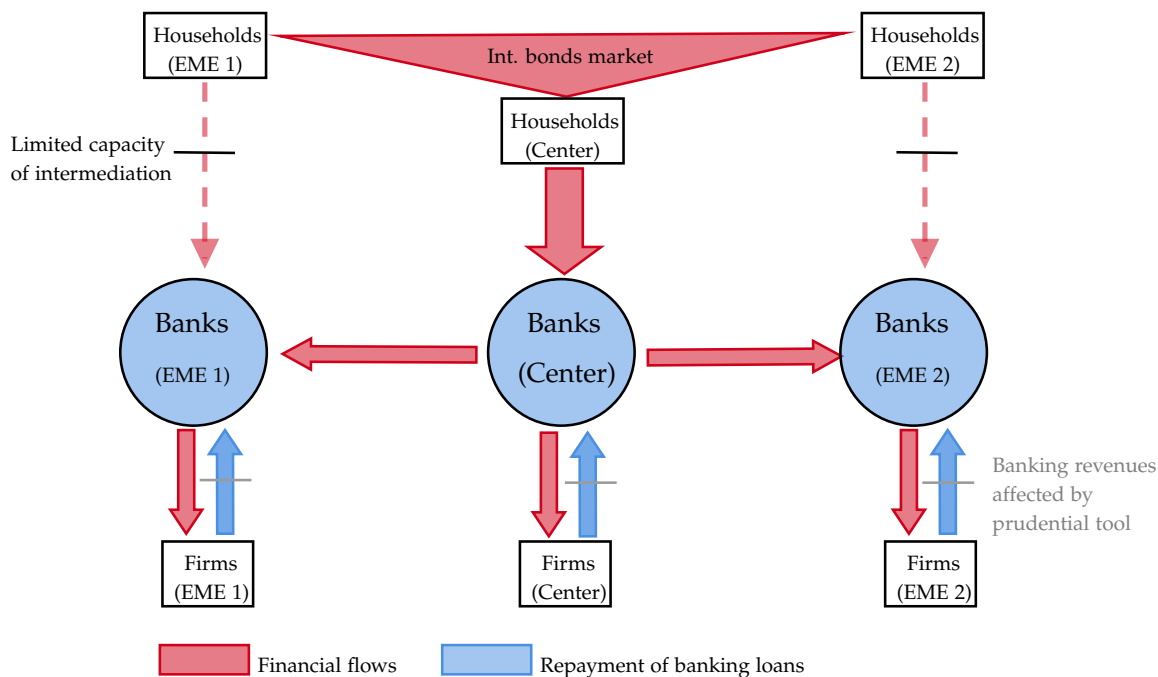 Households
(EME 1)
Int. bonds market
Households
(EME 2)
Households
(Center)
Limited capacity
of intermediation
Banks
(EME 1)
Banks
(Center)
Banks
(EME 2)
Banking revenues
affected by
prudential tool
Firms
(EME 1)
Firms
(Center)
Firms
(EME 2)
Financial flows
Repayment of banking loans